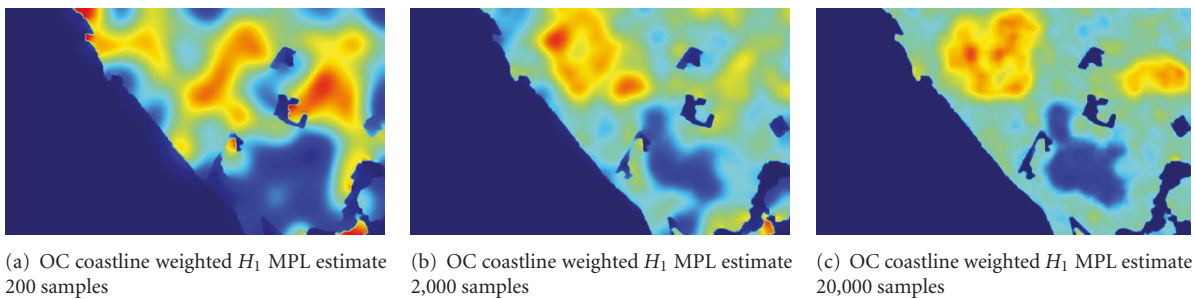 (a) OC coastline weighted H₁ MPL estimate
200 samples
(b) OC coastline weighted H₁ MPL estimate
2,000 samples
(c) OC coastline weighted H₁ MPL estimate
20,000 samples